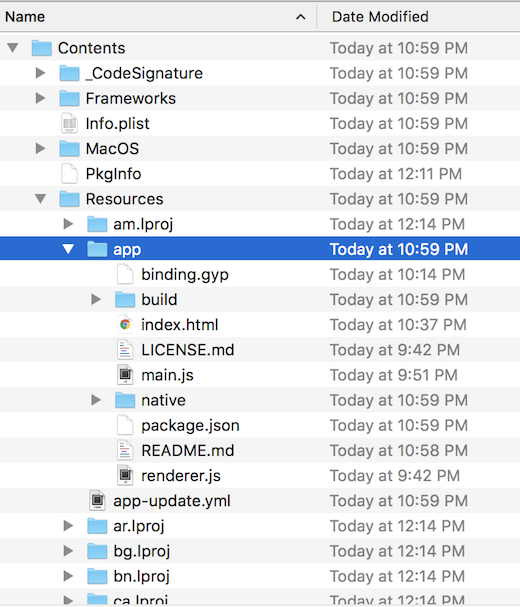 Name Date Modified
Contents Today at 10:59 PM
_CodeSignature Today at 10:59 PM
Frameworks Today at 10:59 PM
Info.plist Today at 10:59 PM
MacOS Today at 10:59 PM
PkgInfo Today at 12:11 PM
Resources Today at 10:59 PM
am.lproj Today at 12:14 PM
app Today at 10:59 PM
binding.gyp Today at 10:14 PM
build Today at 10:59 PM
index.html Today at 10:37 PM
LICENSE.md Today at 9:42 PM
main.js Today at 9:51 PM
native Today at 10:59 PM
package.json Today at 10:59 PM
README.md Today at 10:58 PM
renderer.js Today at 9:42 PM
app-update.yml Today at 10:59 PM
ar.lproj Today at 12:14 PM
bg.lproj Today at 12:14 PM
bn.lproj Today at 12:14 PM
ca.lproj Today at 12:14 PM